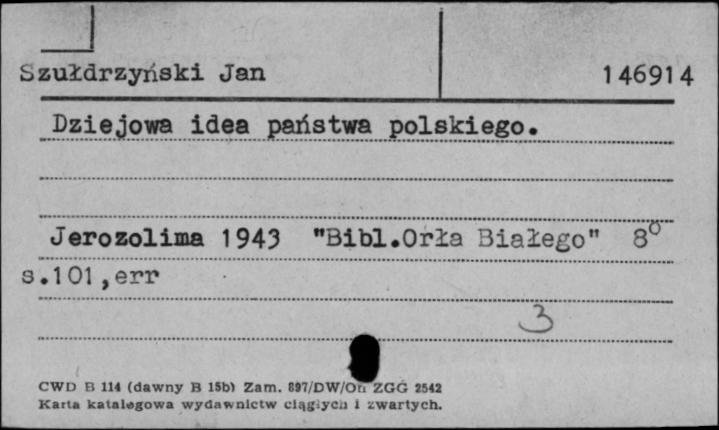 Szułdrzyński Jan 146914
Dziejowa idea państwa polskiego.
Jerozolima 1943 "Bibl.Orła Białego" 8°
s.101,err
3
CWD B 114 (dawny B 15b) Zam. 897/DW/Oh ZGG 2542
Karta katalogowa wydawnictw ciągłych i zwartych.